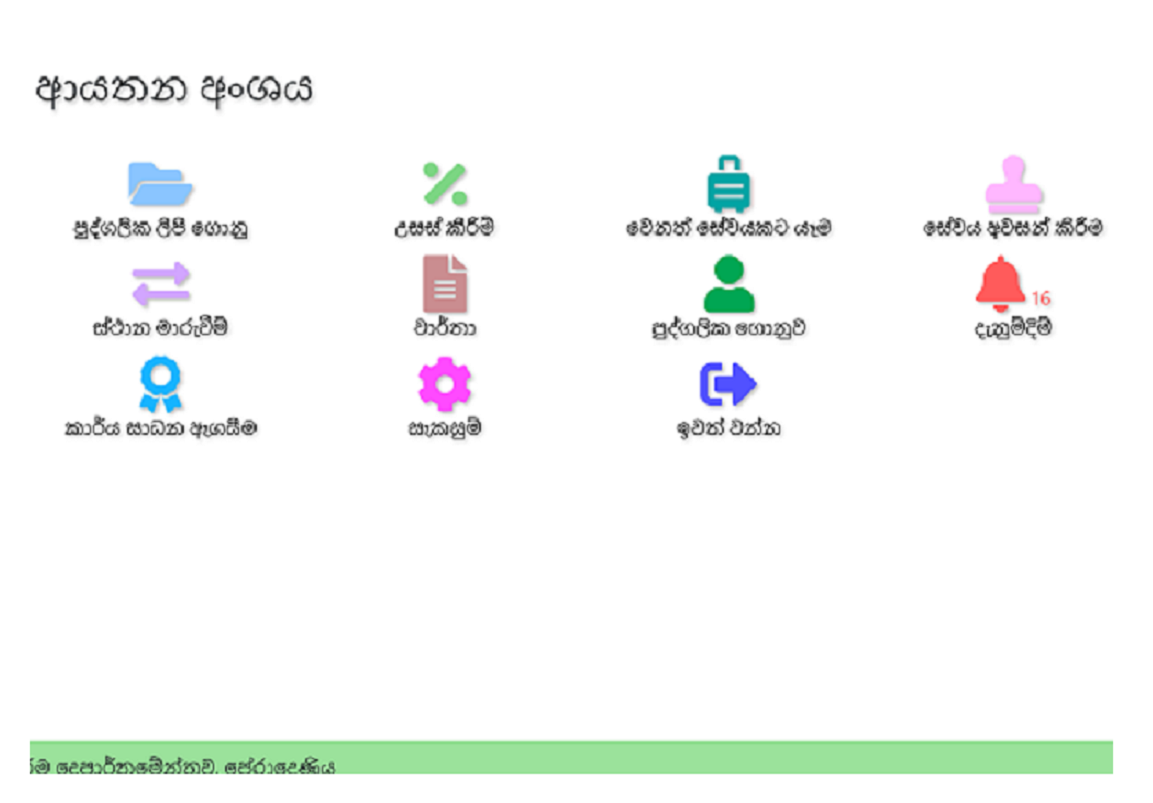 ආයතන අංශය
පුද්ගලික ලිපි ගොනු
උසස් කිරීම්
වෙනත් සේවයකට යෑම
සේවය අවසන් කිරීම
ස්ථාන මාරුවීම්
වාර්තා
පුද්ගලික ගොනුව
16
දැනුම්දීම්
කාර්ය සාධන ඇගයීම
සැකසුම්
ඉවත් වන්න
දෙපාර්තමේන්තුව, පේරාදෙණිය